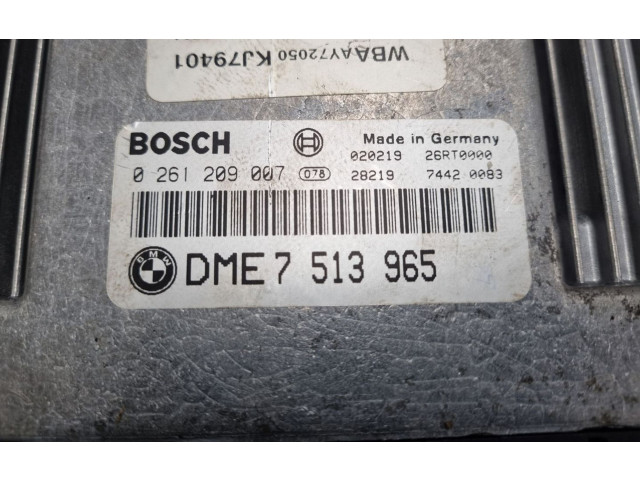 WBAAY72050 KJ79401
BOSCH Made in Germany
0 261 209 007 078 020219 26RT0000
28219 7442 0083
BMW DME 7 513 965